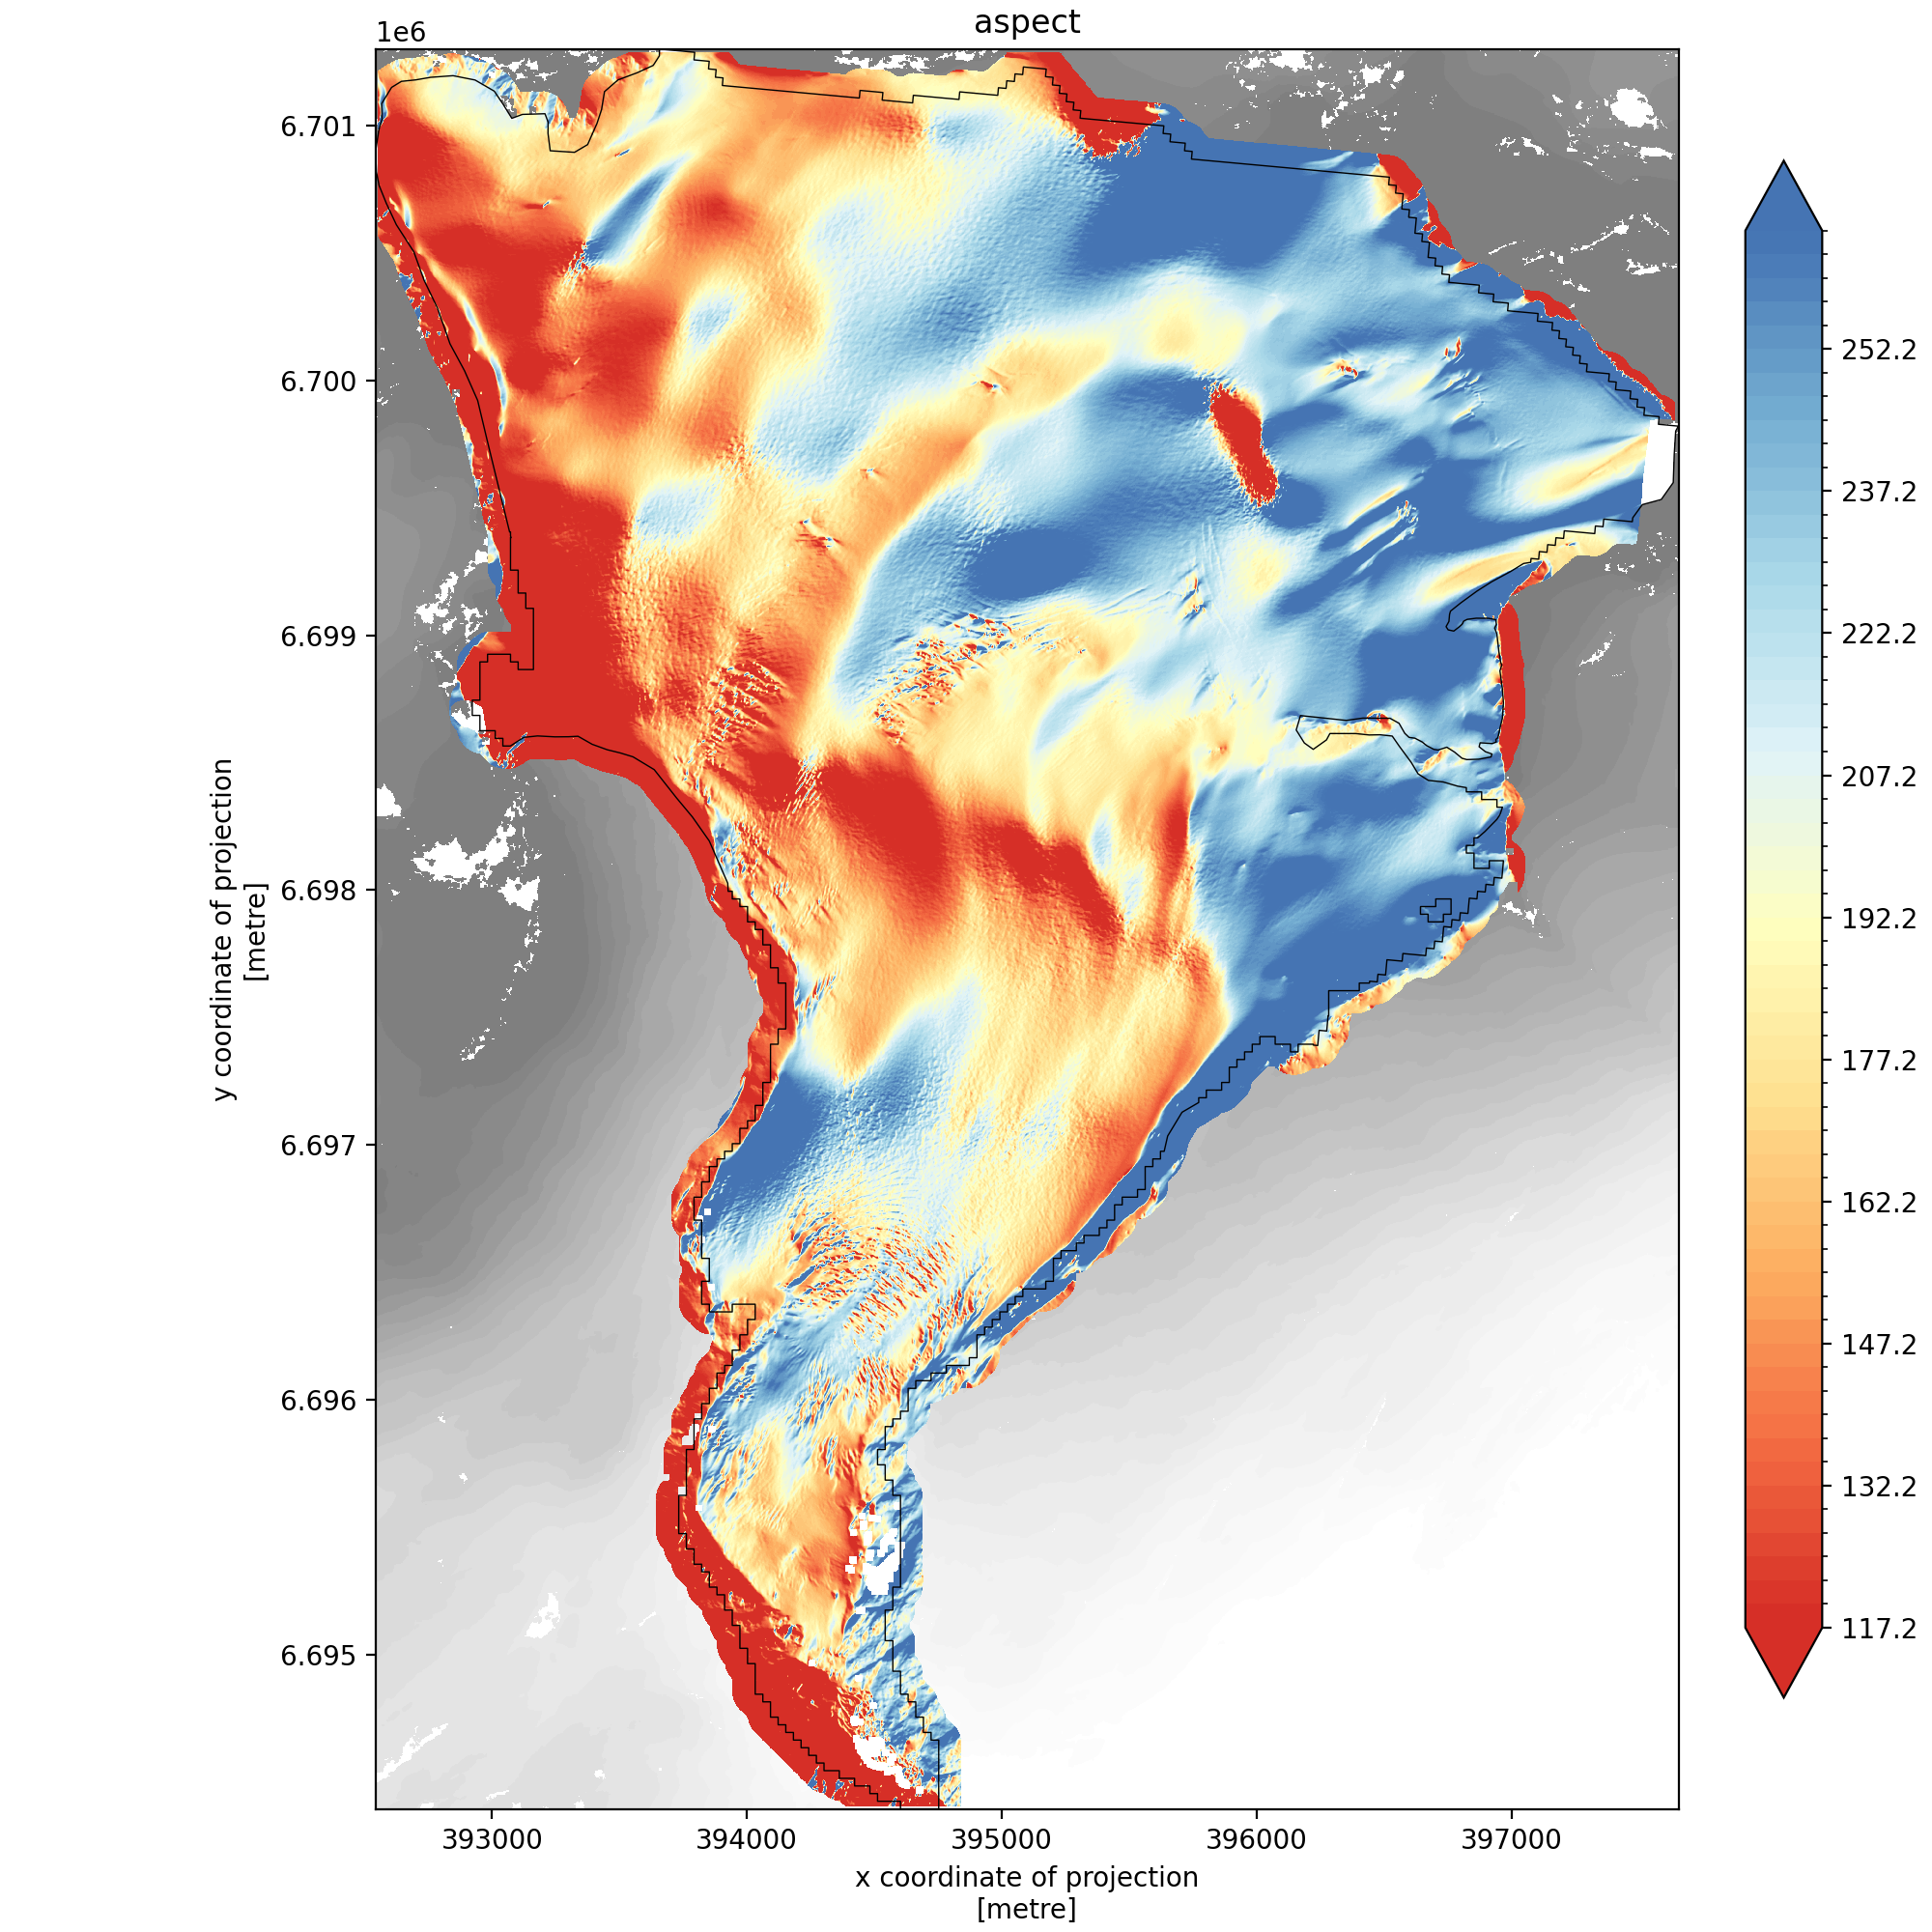 aspect
1e6
6.701
6.700
6.699
6.698
6.697
6.696
6.695
y coordinate of projection
[metre]
393000 394000 395000 396000 397000
x coordinate of projection
[metre]
252.2
237.2
222.2
207.2
192.2
177.2
162.2
147.2
132.2
117.2